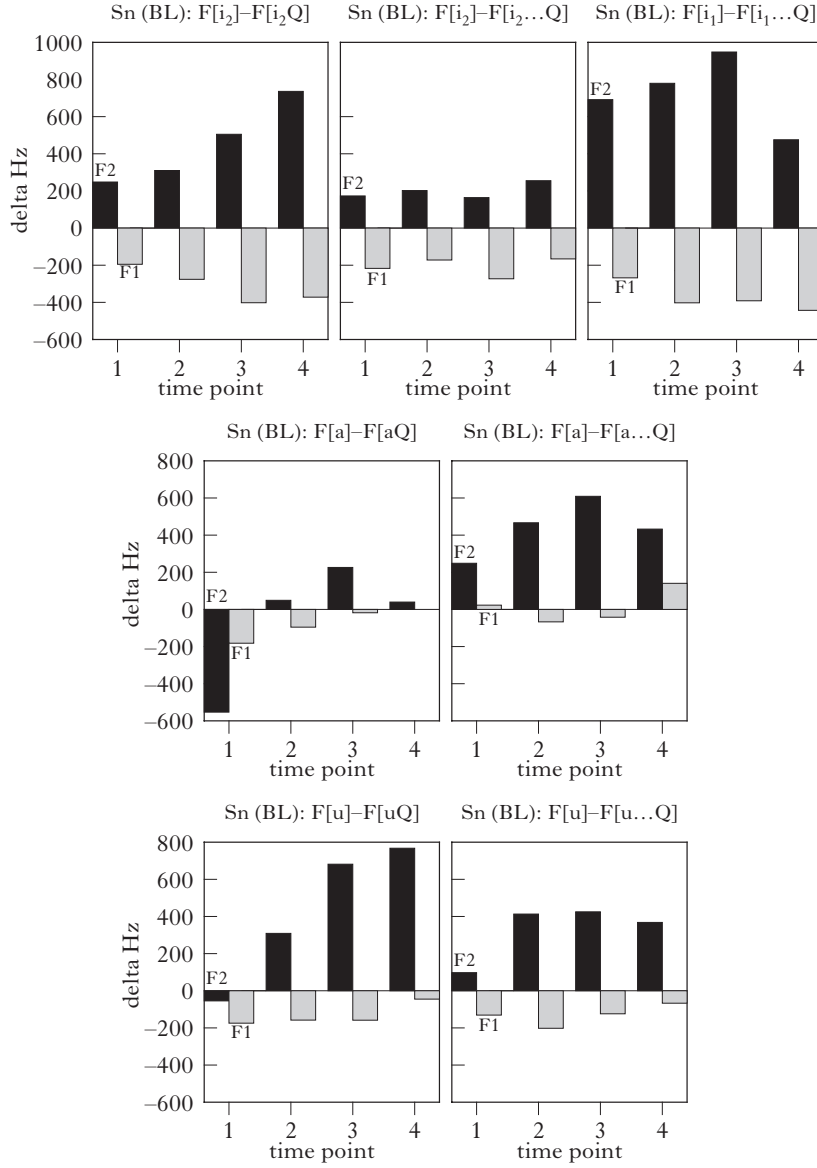 Sn (BL): F[i₂]–F[i₂Q]
Sn (BL): F[i₂]–F[i₂…Q]
Sn (BL): F[i₁]–F[i₁…Q]
1000
800
600
400
200
0
–200
–400
–600
delta Hz
F2
F1
F2
F1
F2
F1
1 2 3 4
1 2 3 4
1 2 3 4
time point
time point
time point
Sn (BL): F[a]–F[aQ]
Sn (BL): F[a]–F[a…Q]
800
600
400
200
0
–200
–400
–600
delta Hz
F2
F1
F2
F1
1 2 3 4
1 2 3 4
time point
time point
Sn (BL): F[u]–F[uQ]
Sn (BL): F[u]–F[u…Q]
800
600
400
200
0
–200
–400
–600
delta Hz
F2
F1
F2
F1
1 2 3 4
1 2 3 4
time point
time point